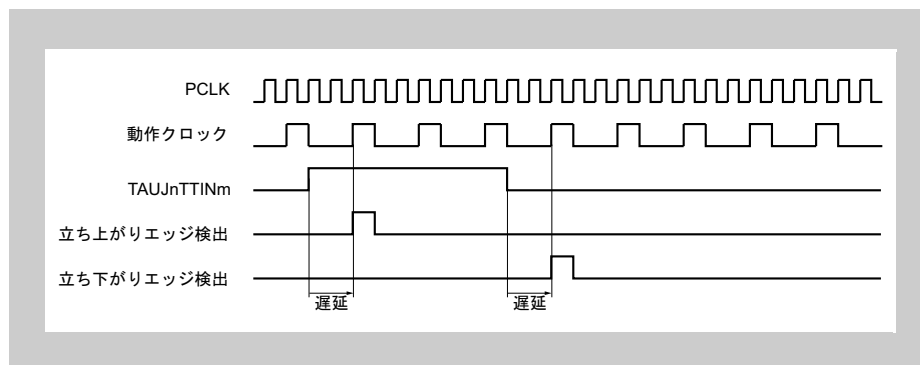 PCLK
動作クロック
TAUJnTTINm
立ち上がりエッジ検出
立ち下がりエッジ検出
遅延 遅延